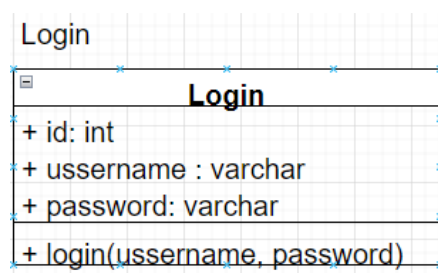 Login
Login
+ id: int
+ ussername : varchar
+ password: varchar
+ login(ussername, password)